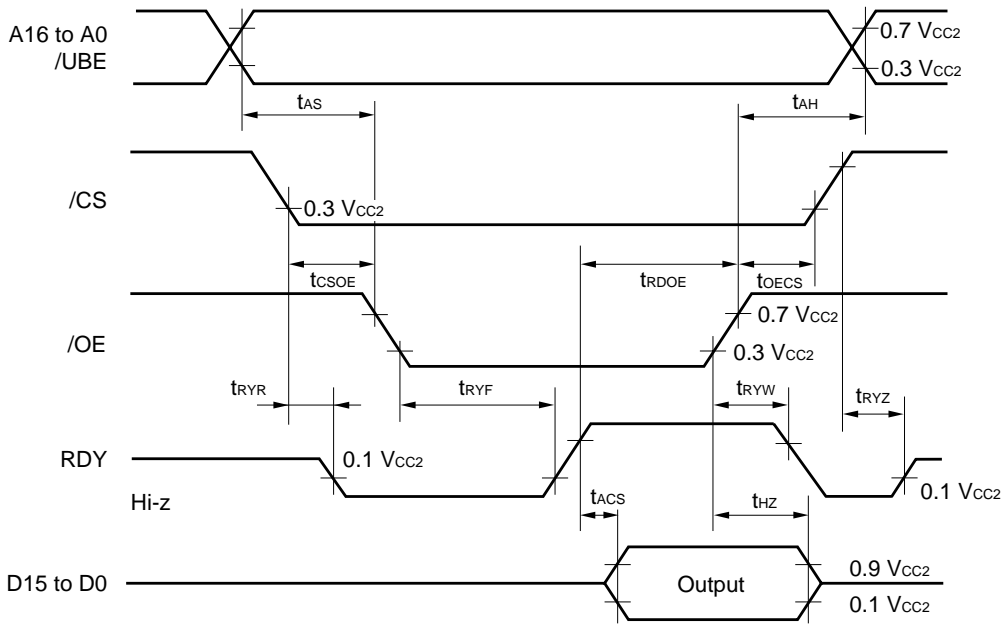 A16 to A0
/UBE
0.7 VCC2
0.3 VCC2
tAS
tAH
/CS
0.3 VCC2
tCSOE
tRDOE
tOECS
/OE
0.7 VCC2
0.3 VCC2
tRYR
tRYF
tRYW
tRYZ
RDY
0.1 VCC2
Hi-z
0.1 VCC2
tACS
tHZ
D15 to D0
Output
0.9 VCC2
0.1 VCC2